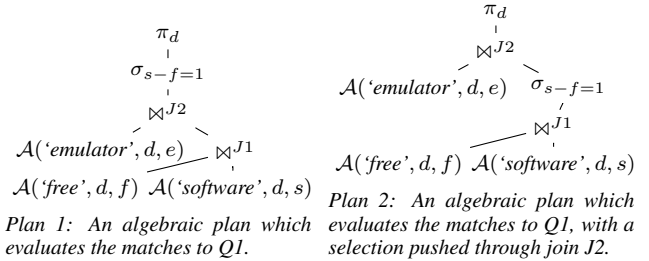 π_d
σ_{s−f=1}
⋈^{J2}
A(‘emulator’, d, e) ⋈^{J1}
A(‘free’, d, f) A(‘software’, d, s)
Plan 1: An algebraic plan which
evaluates the matches to Q1.
π_d
⋈^{J2}
A(‘emulator’, d, e) σ_{s−f=1}
⋈^{J1}
A(‘free’, d, f) A(‘software’, d, s)
Plan 2: An algebraic plan which
evaluates the matches to Q1, with a
selection pushed through join J2.